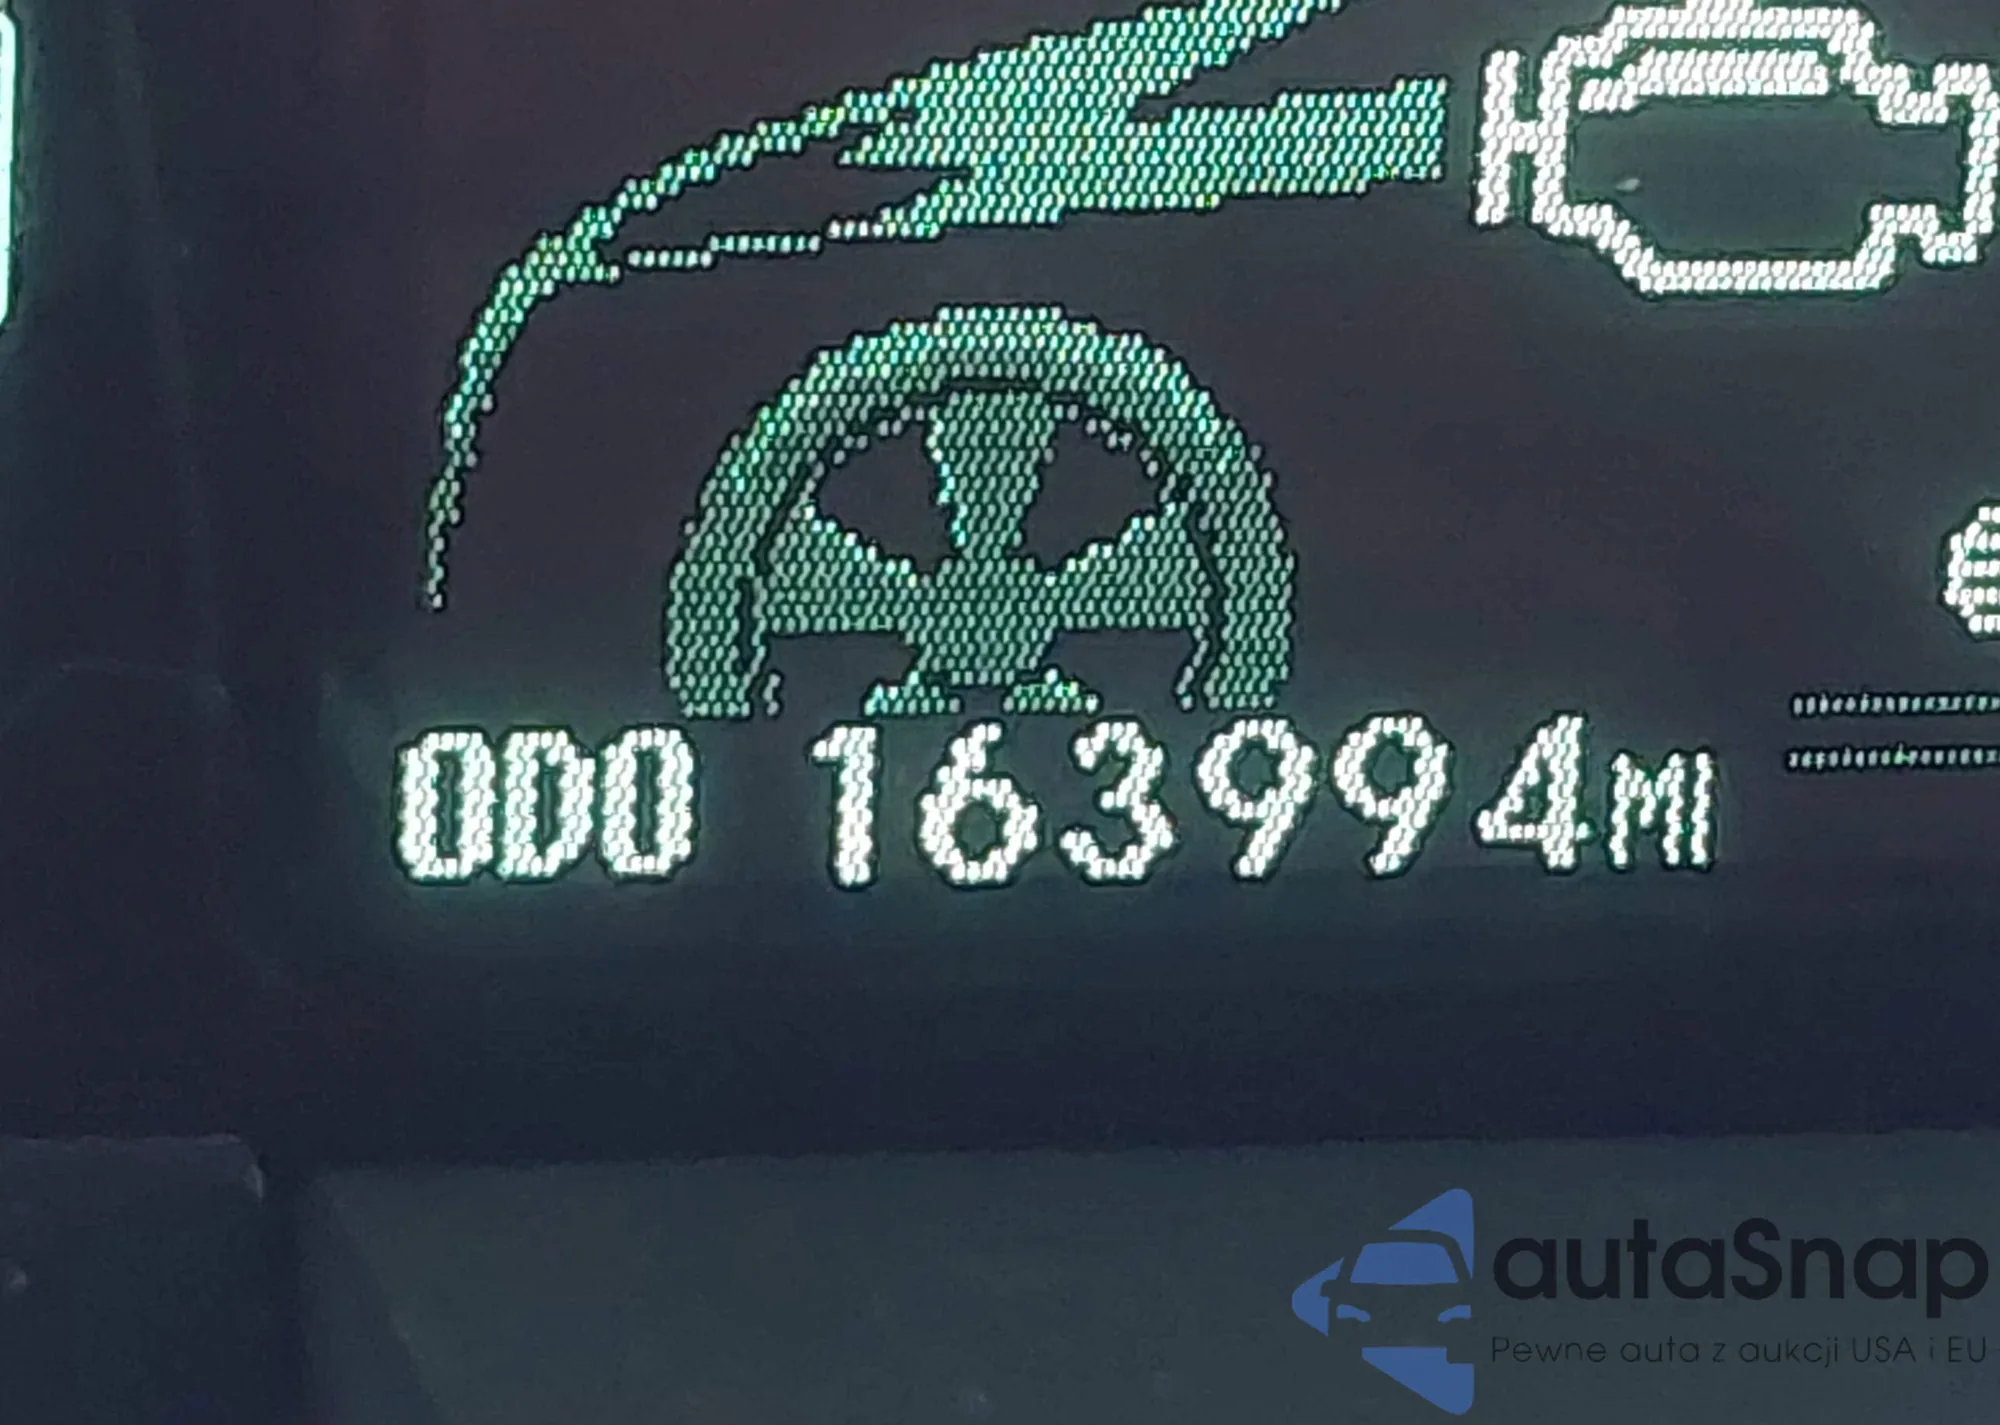 ODO 163994MI
autaSnap
Pewne auta z aukcji USA i EU